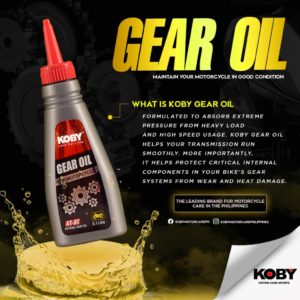 GEAR OIL
MAINTAIN YOUR MOTORCYCLE IN GOOD CONDITION
WHAT IS KOBY GEAR OIL
FORMULATED TO ABSORB EXTREME
PRESSURE FROM HEAVY LOAD
AND HIGH SPEED USAGE. KOBY GEAR OIL
HELPS YOUR TRANSMISSION RUN
SMOOTHLY. MORE IMPORTANTLY,
IT HELPS PROTECT CRITICAL INTERNAL
COMPONENTS IN YOUR BIKE'S GEAR
SYSTEMS FROM WEAR AND HEAT DAMAGE.
THE LEADING BRAND FOR MOTORCYCLE
CARE IN THE PHILIPPINES
KOBYMOTORCAREPH KOBYMOTORCAREPHILIPPINES
KOBY
GEAR OIL
MOTORCYCLE
KOBY